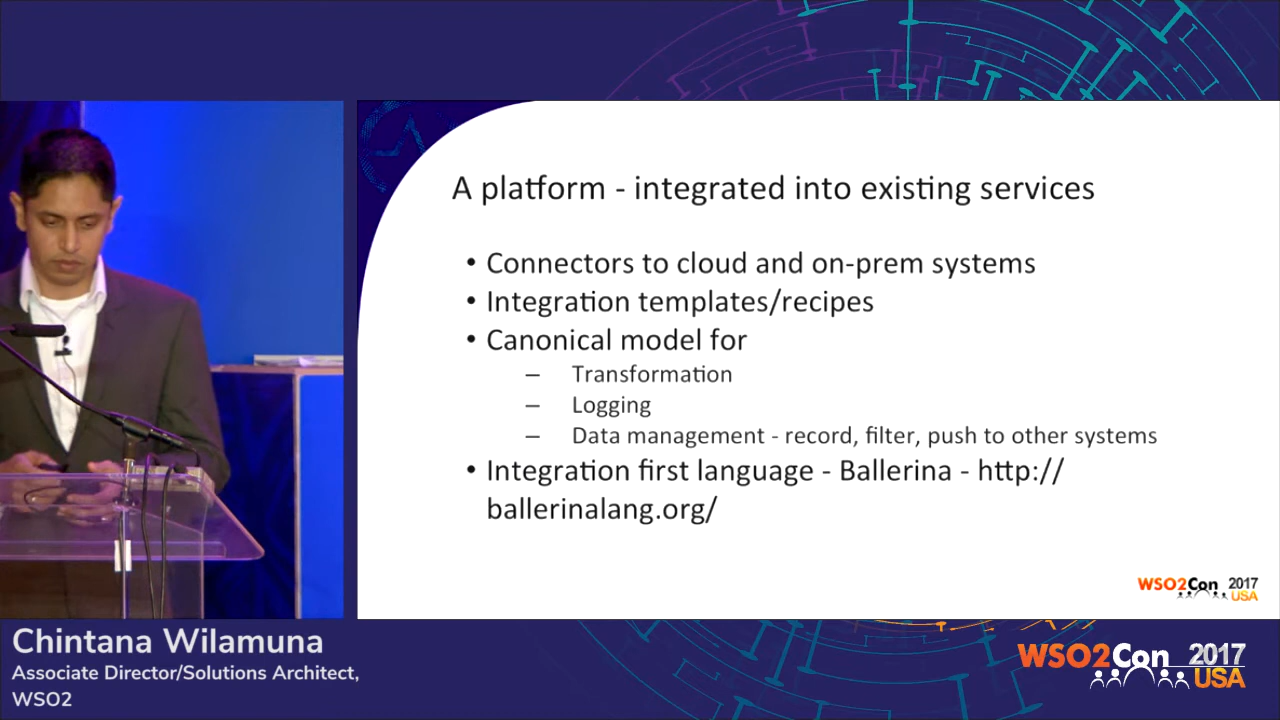 A platform - integrated into existing services
• Connectors to cloud and on-prem systems
• Integration templates/recipes
• Canonical model for
– Transformation
– Logging
– Data management - record, filter, push to other systems
• Integration first language - Ballerina - http://
ballerinalang.org/
WSO2Con 2017
USA
Chintana Wilamuna
Associate Director/Solutions Architect,
WSO2
WSO2Con 2017
USA